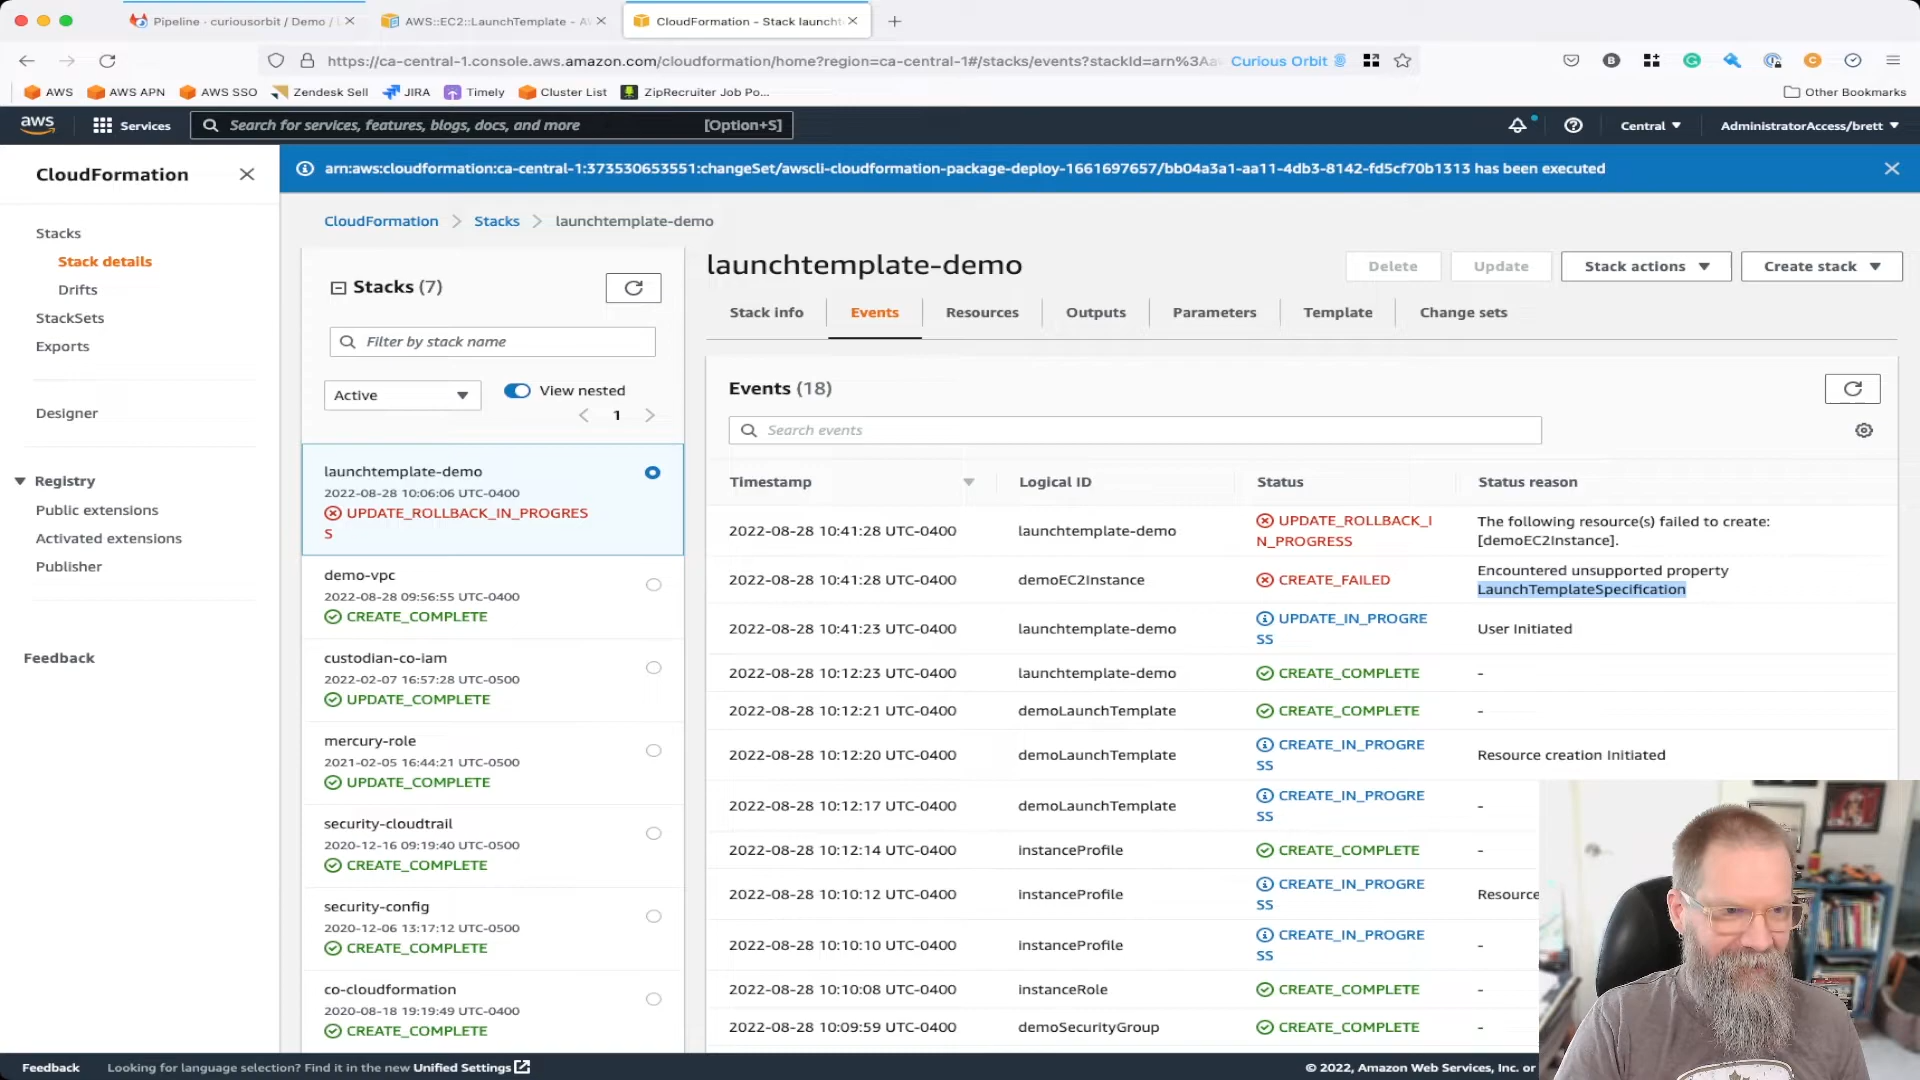 Pipeline - curiousorbit / Demo / l
AWS::EC2::LaunchTemplate - A
CloudFormation - Stack launch
https://ca-central-1.console.aws.amazon.com/cloudformation/home?region=ca-central-1#/stacks/events?stackId=arn%3Aa
Curious Orbit
AWS
AWS APN
AWS SSO
Zendesk Sell
JIRA
Timely
Cluster List
ZipRecruiter Job Po...
Other Bookmarks
aws
Services
Search for services, features, blogs, docs, and more
[Option+S]
Central
AdministratorAccess/brett
CloudFormation
arn:aws:cloudformation:ca-central-1:373530653551:changeSet/awscli-cloudformation-package-deploy-1661697657/bb04a3a1-aa11-4db3-8142-fd5cf70b1313 has been executed
Stacks
Stack details
Drifts
StackSets
Exports
Designer
Registry
Public extensions
Activated extensions
Publisher
Feedback
CloudFormation
Stacks
launchtemplate-demo
Stacks (7)
Filter by stack name
Active
View nested
1
launchtemplate-demo
2022-08-28 10:06:06 UTC-0400
UPDATE_ROLLBACK_IN_PROGRES
S
demo-vpc
2022-08-28 09:56:55 UTC-0400
CREATE_COMPLETE
custodian-co-iam
2022-02-07 16:57:28 UTC-0500
UPDATE_COMPLETE
mercury-role
2021-02-05 16:44:21 UTC-0500
UPDATE_COMPLETE
security-cloudtrail
2020-12-16 09:19:40 UTC-0500
CREATE_COMPLETE
security-config
2020-12-06 13:17:12 UTC-0500
CREATE_COMPLETE
co-cloudformation
2020-08-18 19:19:49 UTC-0400
CREATE_COMPLETE
launchtemplate-demo
Delete
Update
Stack actions
Create stack
Stack info
Events
Resources
Outputs
Parameters
Template
Change sets
Events (18)
Search events
Timestamp
Logical ID
Status
Status reason
2022-08-28 10:41:28 UTC-0400
launchtemplate-demo
UPDATE_ROLLBACK_I
N_PROGRESS
The following resource(s) failed to create:
[demoEC2Instance].
2022-08-28 10:41:28 UTC-0400
demoEC2Instance
CREATE_FAILED
Encountered unsupported property
LaunchTemplateSpecification
2022-08-28 10:41:23 UTC-0400
launchtemplate-demo
UPDATE_IN_PROGRE
SS
User Initiated
2022-08-28 10:12:23 UTC-0400
launchtemplate-demo
CREATE_COMPLETE
-
2022-08-28 10:12:21 UTC-0400
demoLaunchTemplate
CREATE_COMPLETE
-
2022-08-28 10:12:20 UTC-0400
demoLaunchTemplate
CREATE_IN_PROGRE
SS
Resource creation Initiated
2022-08-28 10:12:17 UTC-0400
demoLaunchTemplate
CREATE_IN_PROGRE
SS
-
2022-08-28 10:12:14 UTC-0400
instanceProfile
CREATE_COMPLETE
-
2022-08-28 10:10:12 UTC-0400
instanceProfile
CREATE_IN_PROGRE
SS
Resource
2022-08-28 10:10:10 UTC-0400
instanceProfile
CREATE_IN_PROGRE
SS
-
2022-08-28 10:10:08 UTC-0400
instanceRole
CREATE_COMPLETE
-
2022-08-28 10:09:59 UTC-0400
demoSecurityGroup
CREATE_COMPLETE
-
Feedback
Looking for language selection? Find it in the new Unified Settings
© 2022, Amazon Web Services, Inc. or